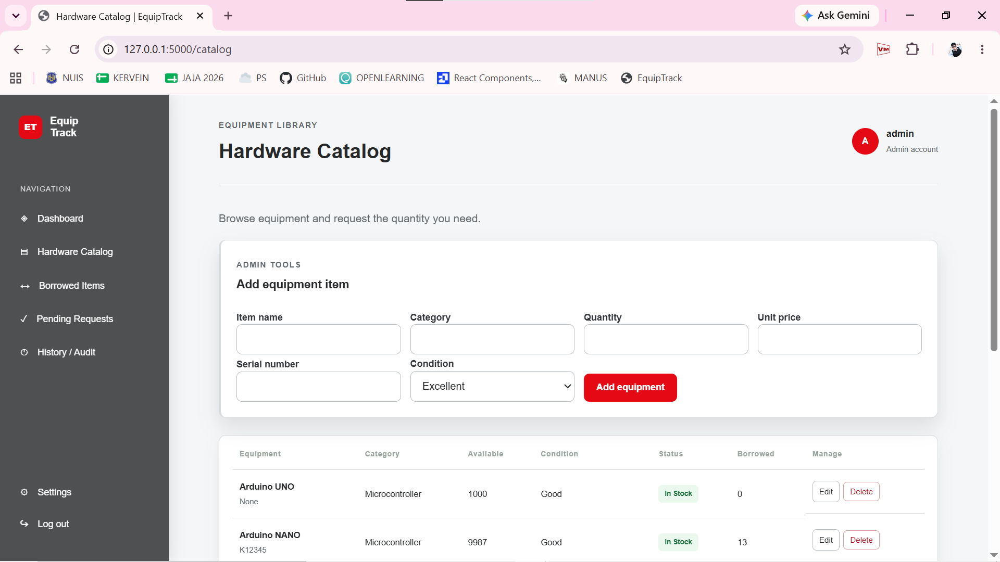 Hardware Catalog | EquipTrack
Ask Gemini
127.0.0.1:5000/catalog
VM
NUIS
KERVEIN
JAJA 2026
PS
GitHub
OPENLEARNING
React Components,...
MANUS
EquipTrack
ET
Equip
Track
NAVIGATION
Dashboard
Hardware Catalog
Borrowed Items
Pending Requests
History / Audit
Settings
Log out
EQUIPMENT LIBRARY
Hardware Catalog
A
admin
Admin account
Browse equipment and request the quantity you need.
ADMIN TOOLS
Add equipment item
Item name Category Quantity Unit price
Serial number Condition
Excellent
Add equipment
Equipment Category Available Condition Status Borrowed Manage
Arduino UNO
None
Microcontroller 1000 Good In Stock 0 Edit Delete
Arduino NANO
K12345
Microcontroller 9987 Good In Stock 13 Edit Delete